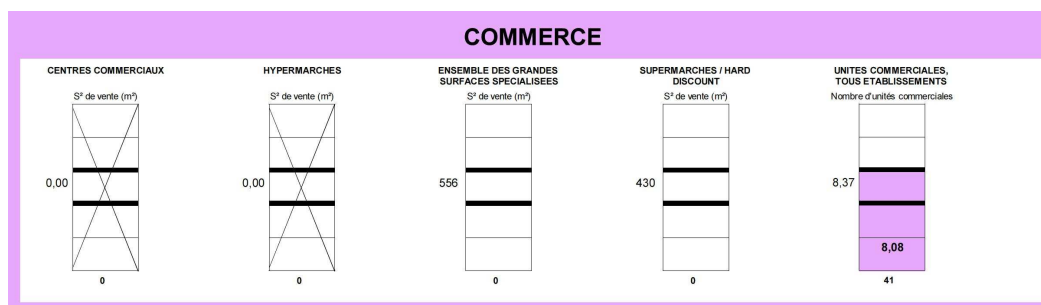 COMMERCE
CENTRES COMMERCIAUX
S² de vente (m²)
0,00
0
HYPERMARCHES
S² de vente (m²)
0,00
0
ENSEMBLE DES GRANDES
SURFACES SPECIALISEES
S² de vente (m²)
556
0
SUPERMARCHES / HARD
DISCOUNT
S² de vente (m²)
430
0
UNITES COMMERCIALES,
TOUS ETABLISSEMENTS
Nombre d'unités commerciales
8,37
8,08
41